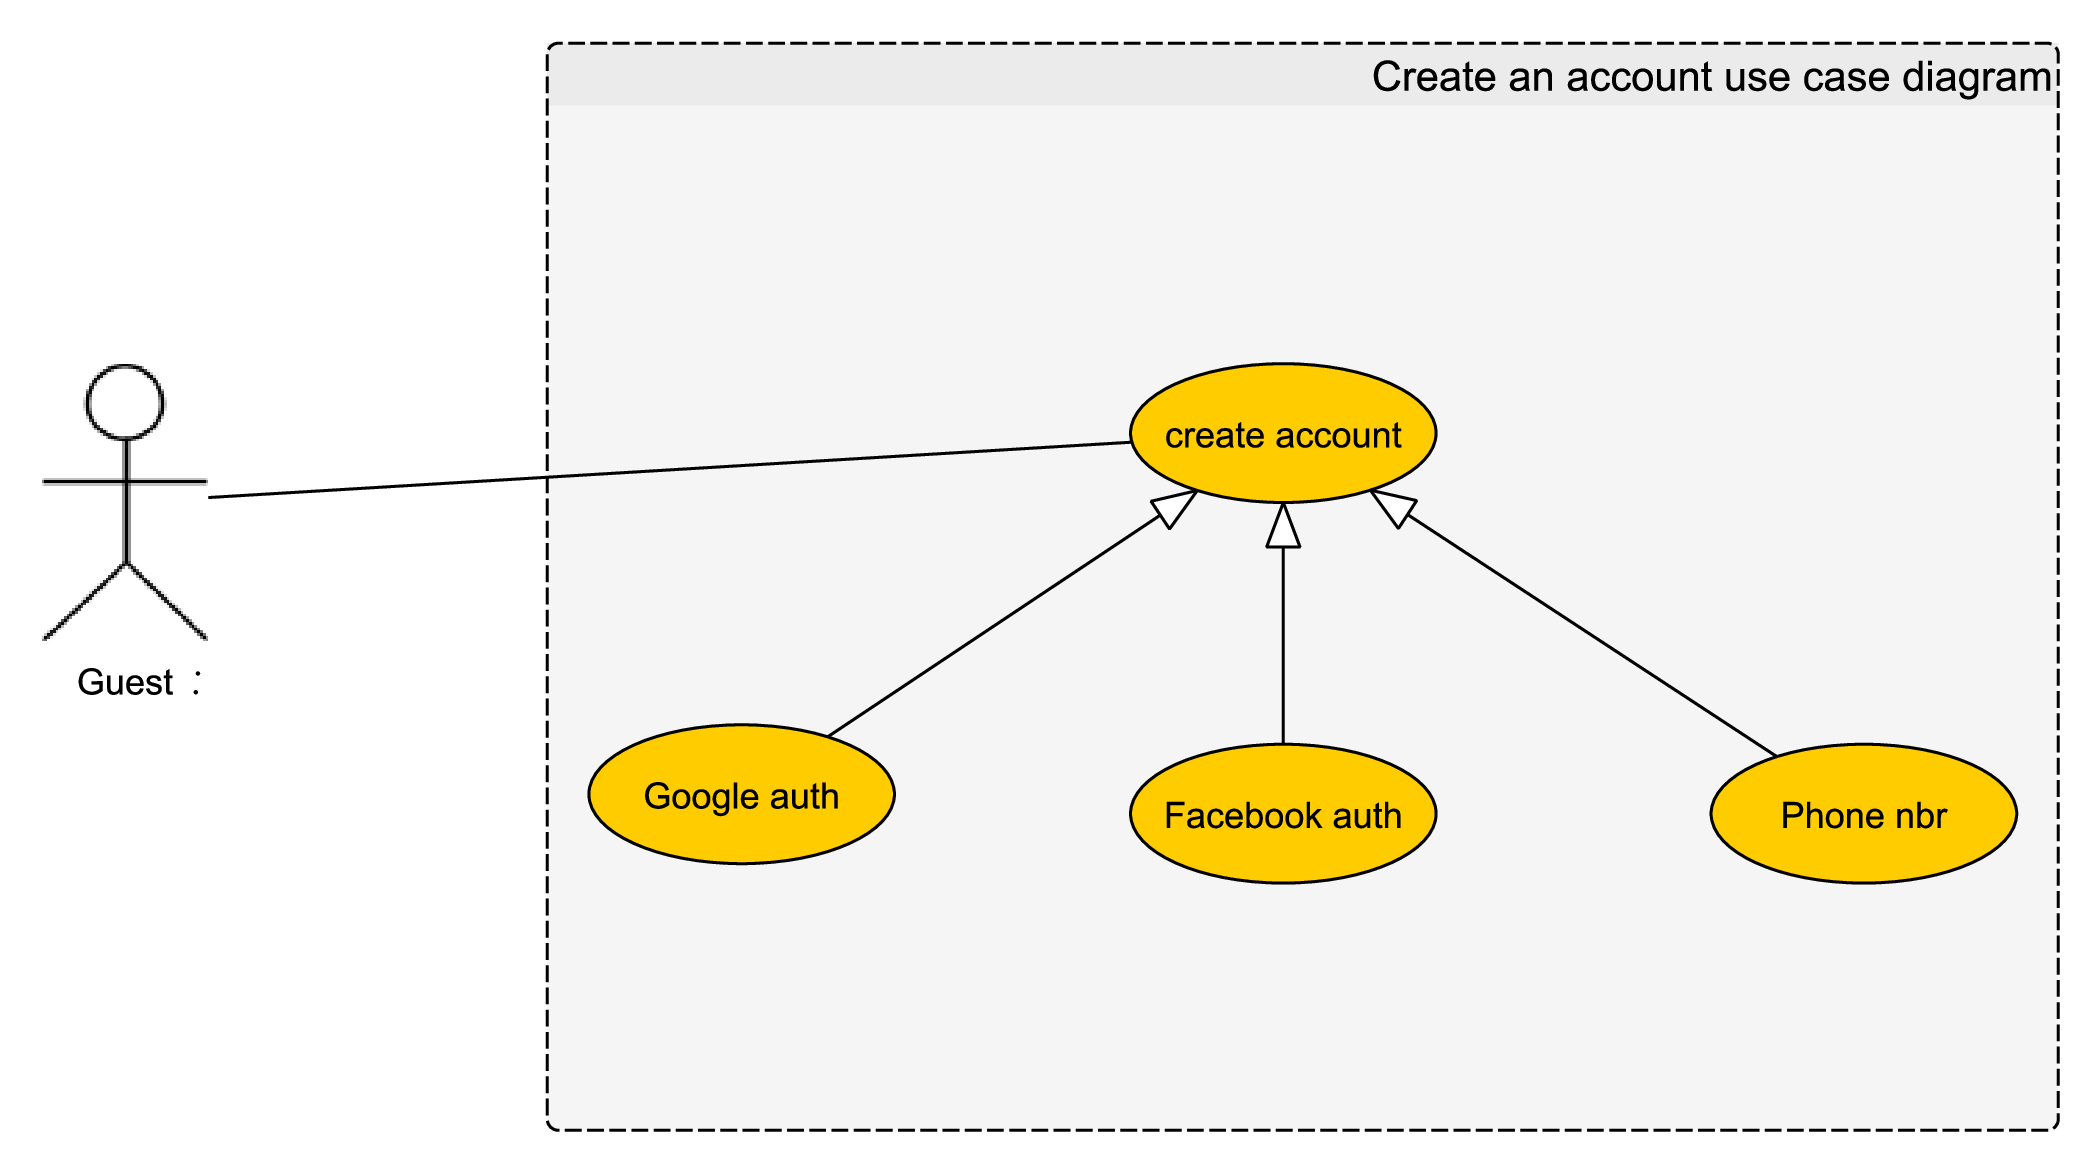 Create an account use case diagram
create account
Guest :
Google auth
Facebook auth
Phone nbr